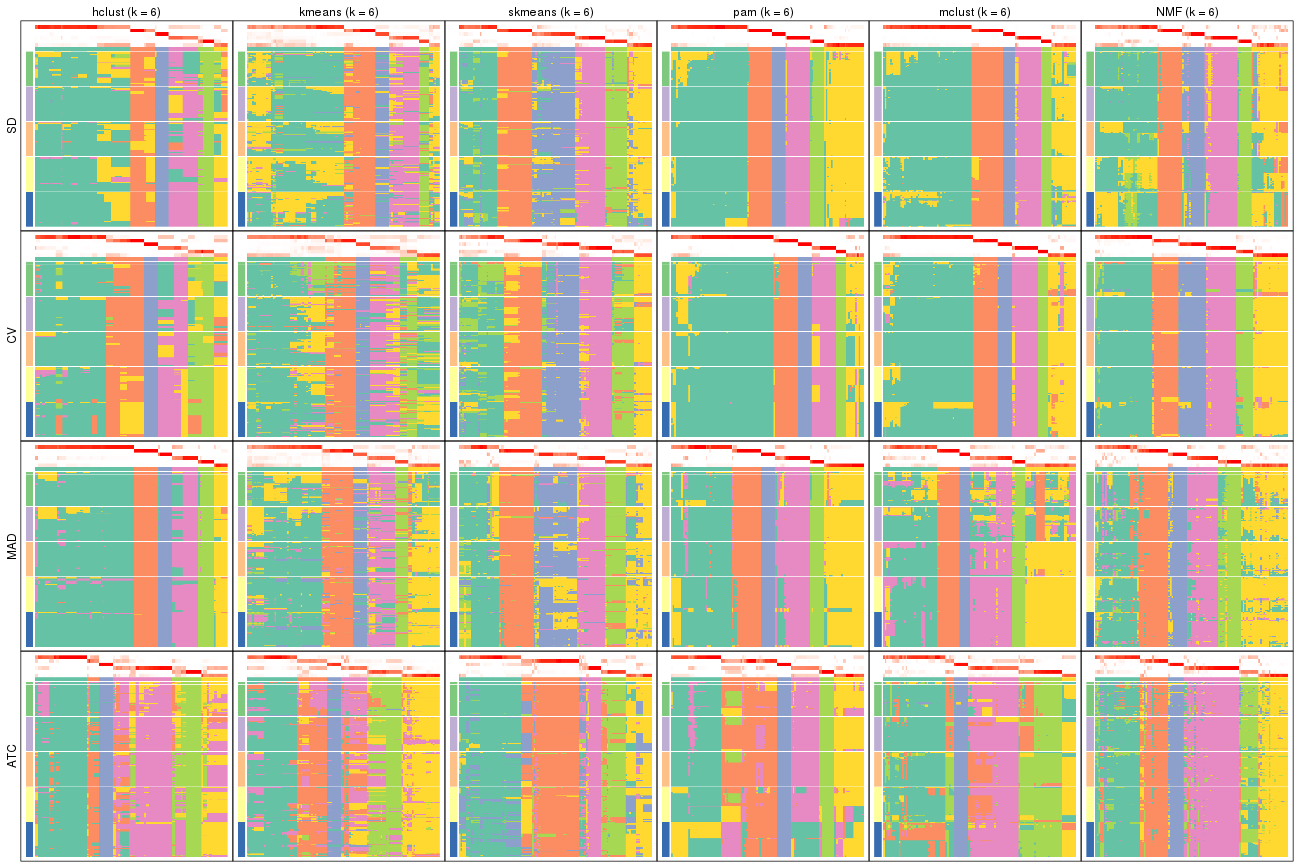 hclust (k = 6) kmeans (k = 6) skmeans (k = 6) pam (k = 6) mclust (k = 6) NMF (k = 6)
SD
CV
MAD
ATC